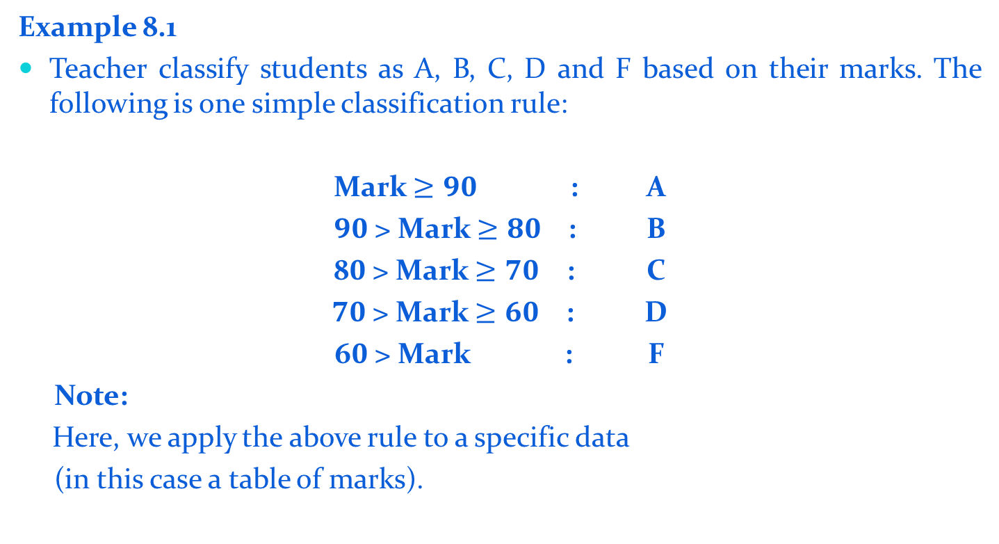 Example 8.1
• Teacher classify students as A, B, C, D and F based on their marks. The
following is one simple classification rule:
Mark ≥ 90 : A
90 > Mark ≥ 80 : B
80 > Mark ≥ 70 : C
70 > Mark ≥ 60 : D
60 > Mark : F
Note:
Here, we apply the above rule to a specific data
(in this case a table of marks).